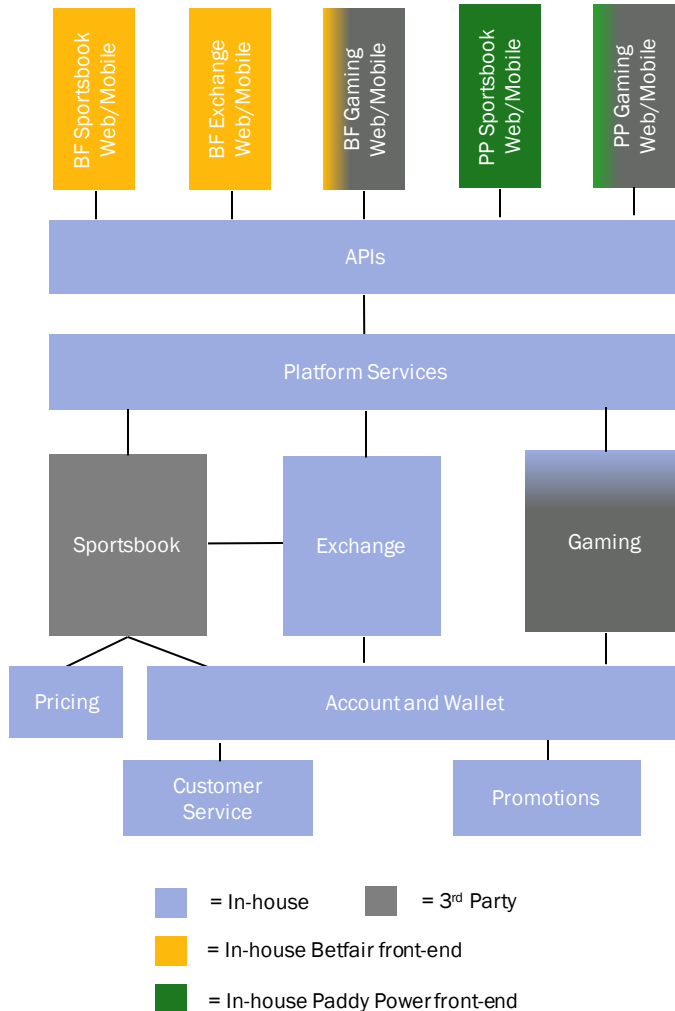 BF Sportsbook
Web/Mobile
BF Exchange
Web/Mobile
BF Gaming
Web/Mobile
PP Sportsbook
Web/Mobile
PP Gaming
Web/Mobile
APIs
Platform Services
Sportsbook
Exchange
Gaming
Pricing
Account and Wallet
Customer
Service
Promotions
= In-house
= 3rd Party
= In-house Betfair front-end
= In-house Paddy Power front-end